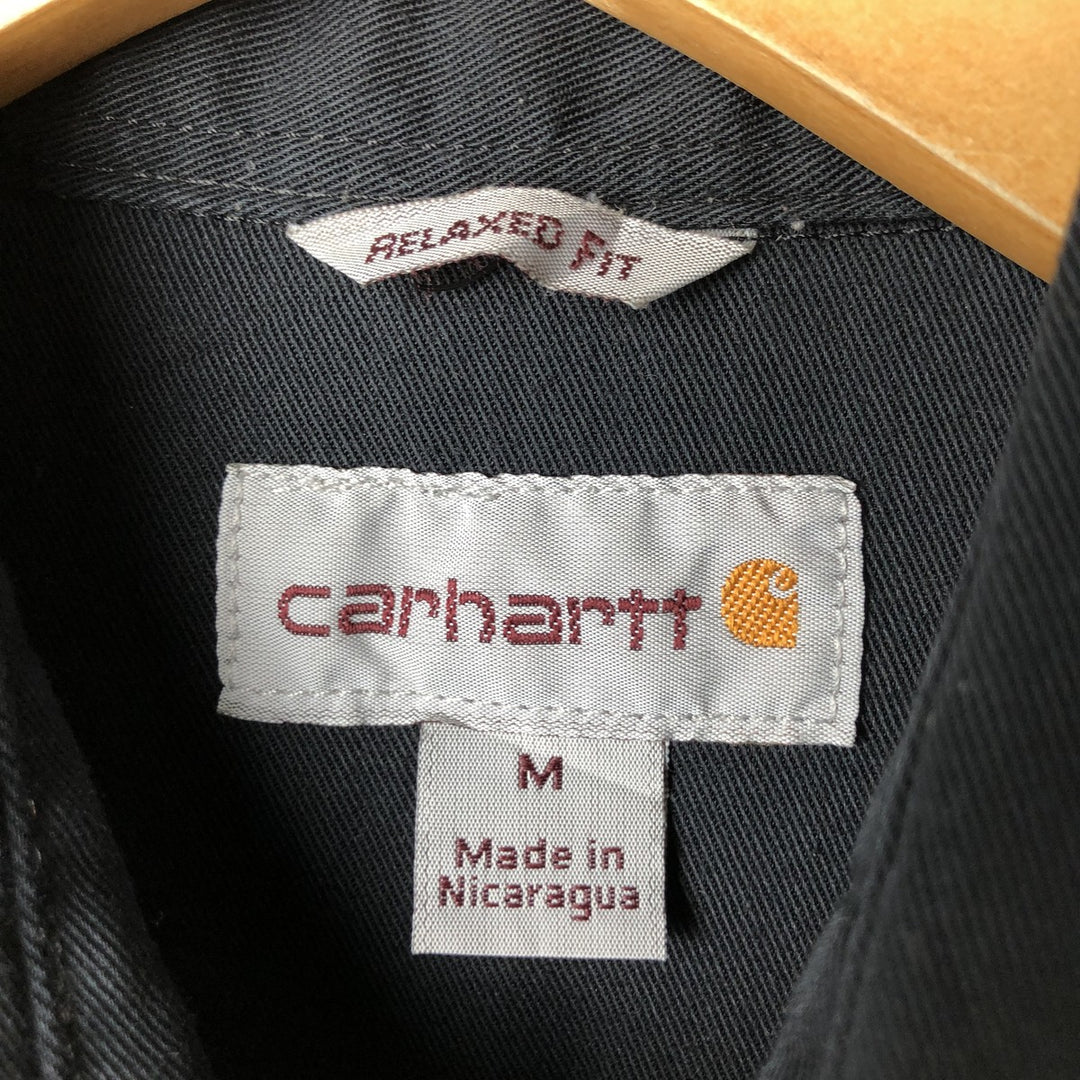 RELAXED FIT
carhartt
M
Made in
Nicaragua